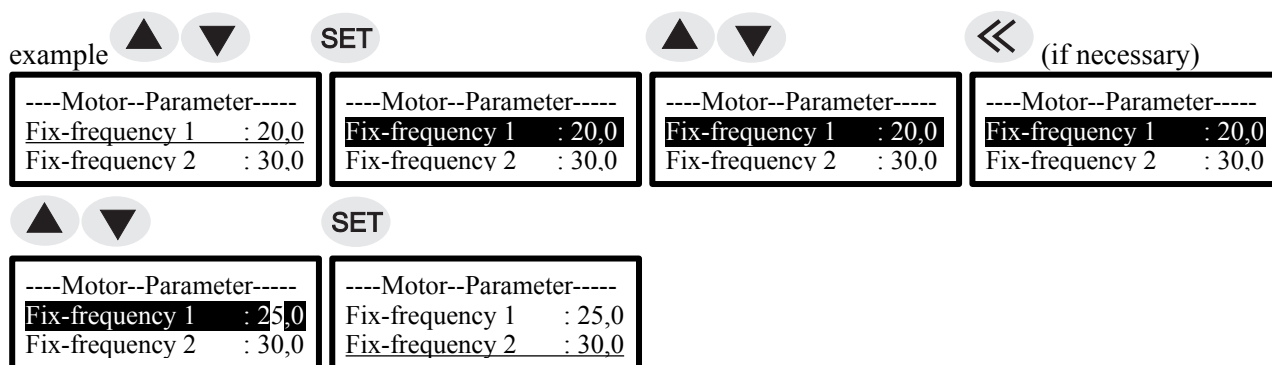 SET
example
(if necessary)
----Motor--Parameter-----
Fix-frequency 1 : 20,0
Fix-frequency 2 : 30,0
----Motor--Parameter-----
Fix-frequency 1 : 20,0
Fix-frequency 2 : 30,0
----Motor--Parameter-----
Fix-frequency 1 : 20,0
Fix-frequency 2 : 30,0
----Motor--Parameter-----
Fix-frequency 1 : 20,0
Fix-frequency 2 : 30,0
SET
----Motor--Parameter-----
Fix-frequency 1 : 25,0
Fix-frequency 2 : 30,0
----Motor--Parameter-----
Fix-frequency 1 : 25,0
Fix-frequency 2 : 30,0